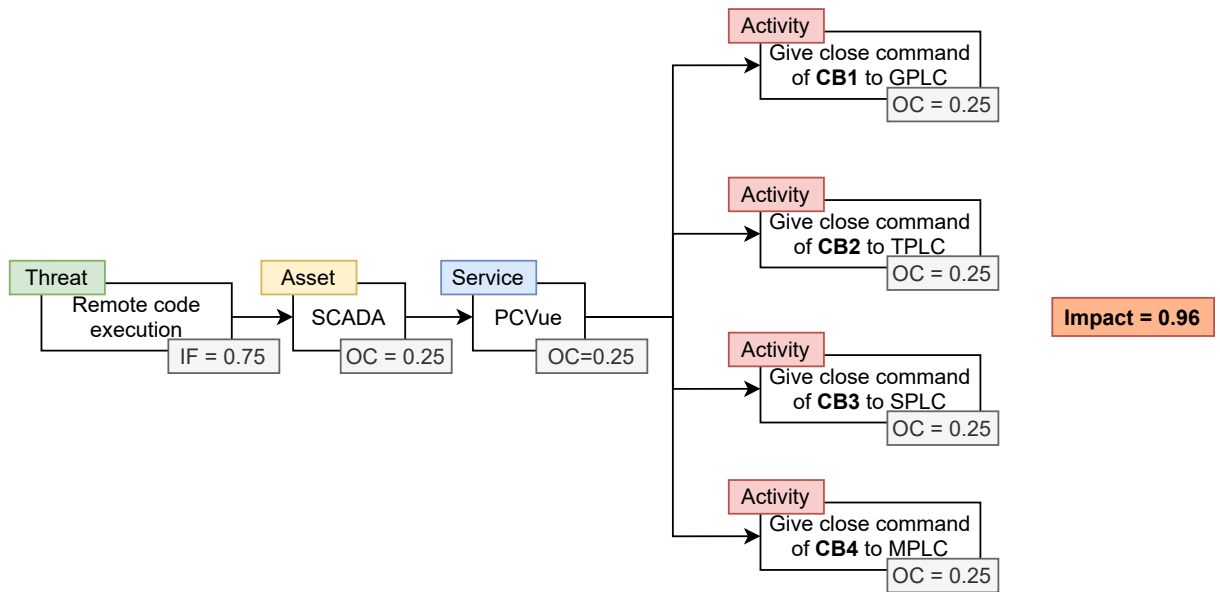 Activity
Give close command
of CB1 to GPLC
OC = 0.25
Activity
Give close command
of CB2 to TPLC
OC = 0.25
Threat
Remote code
execution
IF = 0.75
Asset
SCADA
OC = 0.25
Service
PCVue
OC=0.25
Impact = 0.96
Activity
Give close command
of CB3 to SPLC
OC = 0.25
Activity
Give close command
of CB4 to MPLC
OC = 0.25